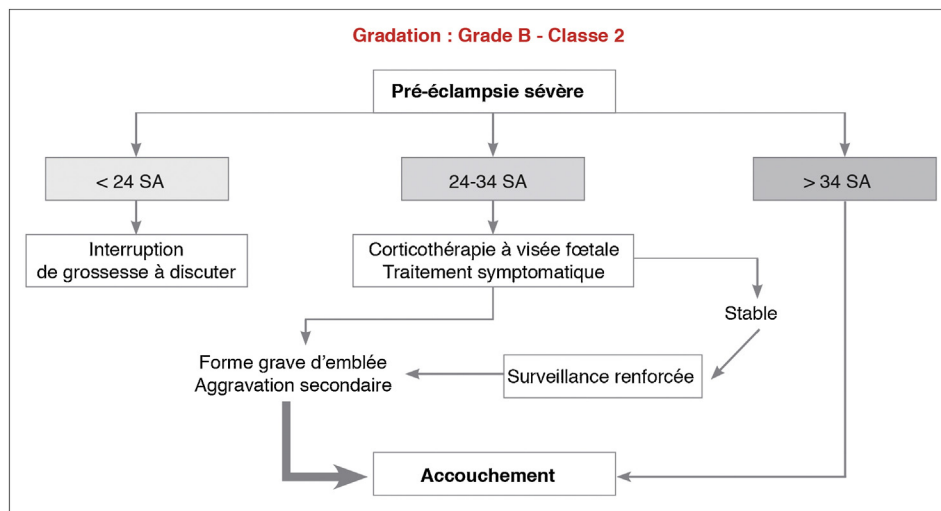 Gradation : Grade B - Classe 2
Pré-éclampsie sévère
< 24 SA
24-34 SA
> 34 SA
Interruption
de grossesse à discuter
Corticothérapie à visée fœtale
Traitement symptomatique
Stable
Forme grave d’emblée
Aggravation secondaire
Surveillance renforcée
Accouchement